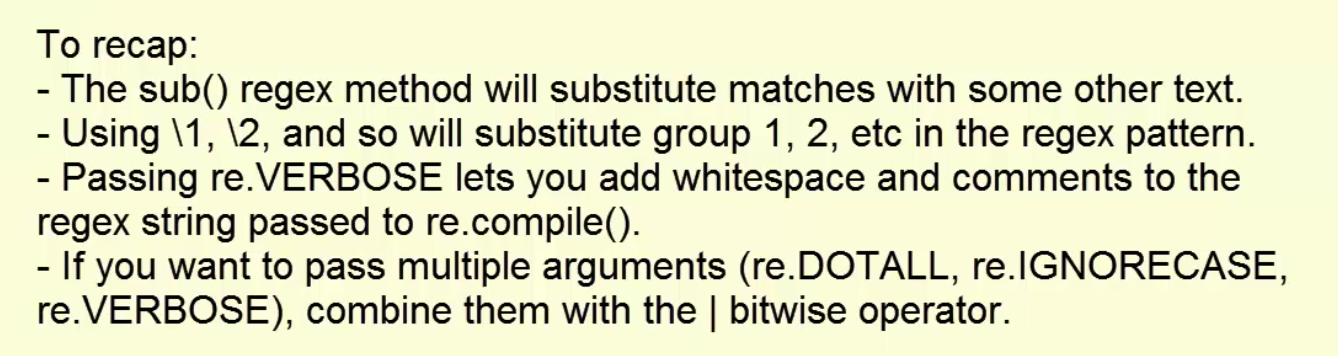 To recap:
- The sub() regex method will substitute matches with some other text.
- Using \1, \2, and so will substitute group 1, 2, etc in the regex pattern.
- Passing re.VERBOSE lets you add whitespace and comments to the
regex string passed to re.compile().
- If you want to pass multiple arguments (re.DOTALL, re.IGNORECASE,
re.VERBOSE), combine them with the | bitwise operator.